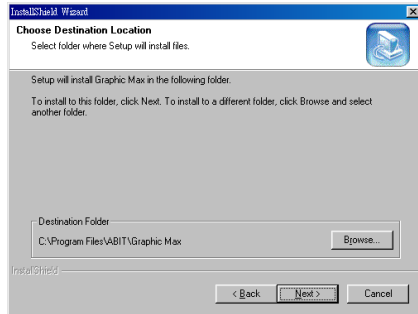 InstallShield Wizard
Choose Destination Location
Select folder where Setup will install files.
Setup will install Graphic Max in the following folder.
To install to this folder, click Next. To install to a different folder, click Browse and select
another folder.
Destination Folder
C:\Program Files\ABIT\Graphic Max
Browse...
InstallShield
< Back
Next >
Cancel